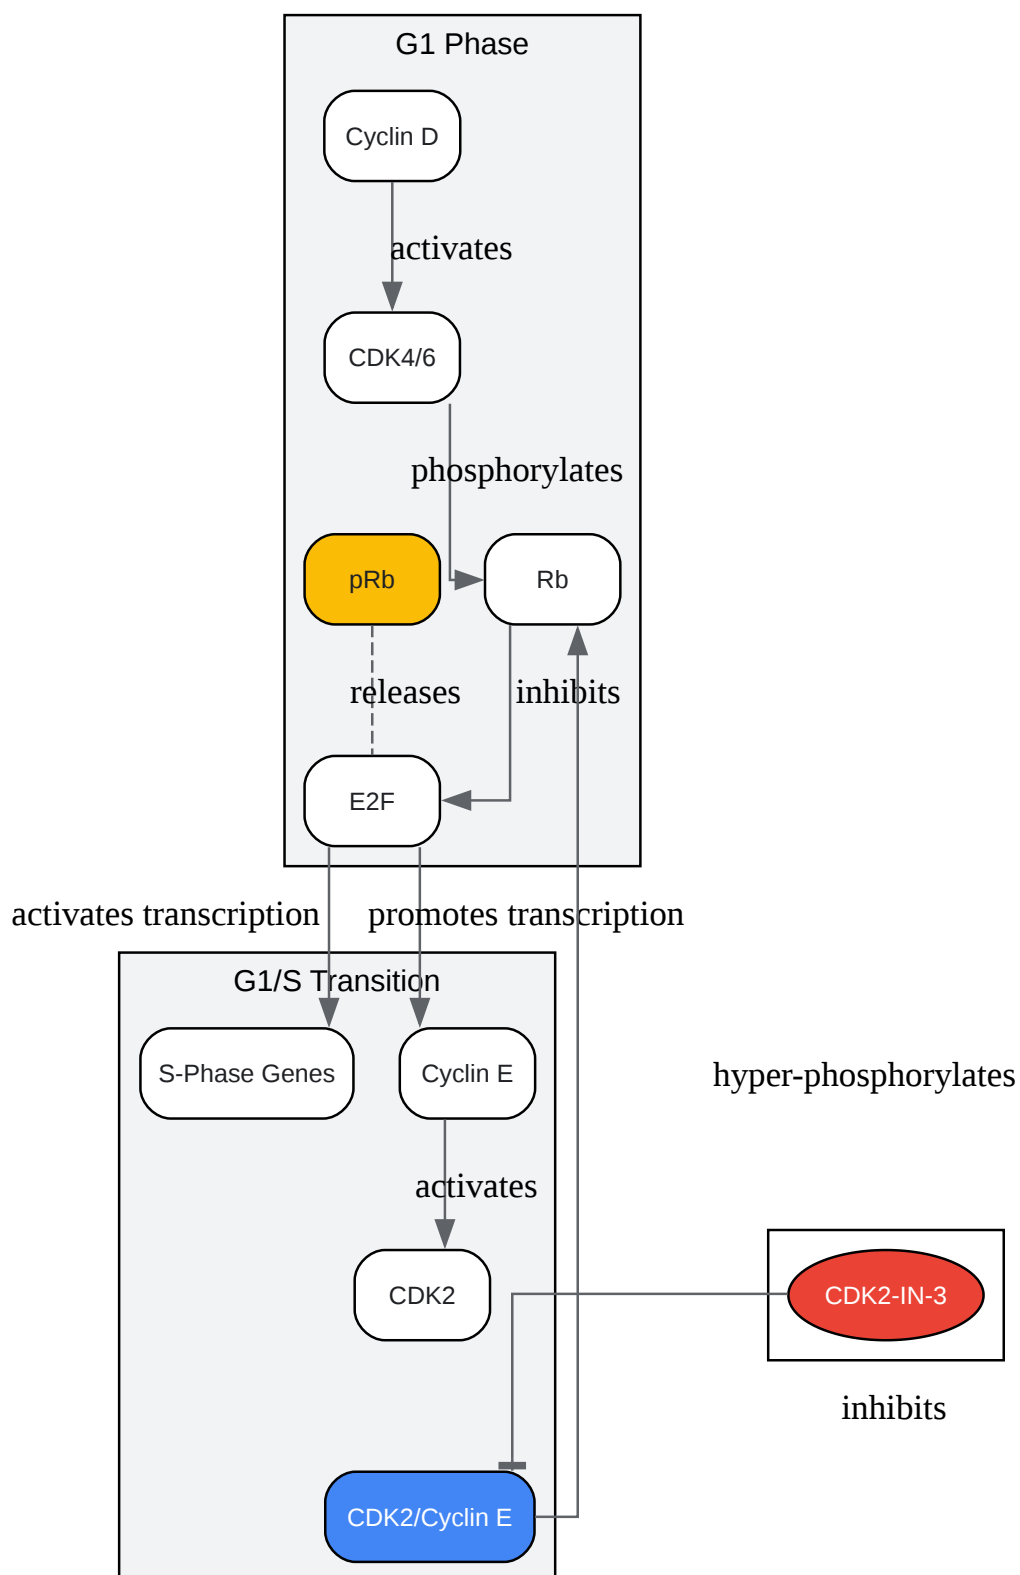 G1 Phase
Cyclin D
activates
CDK4/6
phosphorylates
pRb
Rb
releases
inhibits
E2F
activates transcription
promotes transcription
G1/S Transition
S-Phase Genes
Cyclin E
hyper-phosphorylates
activates
CDK2
CDK2-IN-3
inhibits
CDK2/Cyclin E